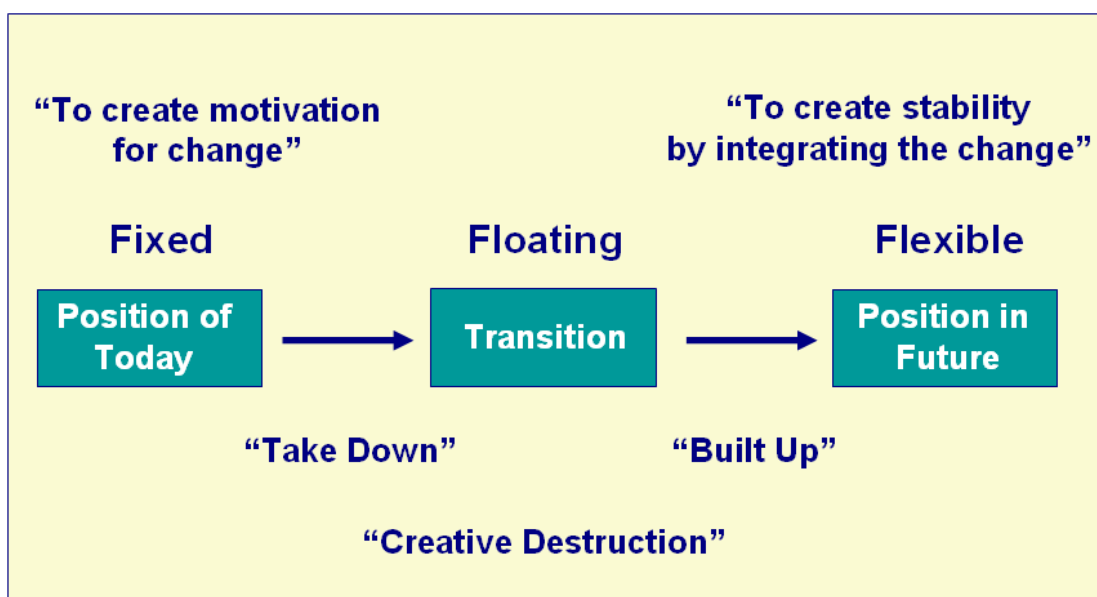 “To create motivation
for change”
“To create stability
by integrating the change”
Fixed
Floating
Flexible
Position of
Today
Transition
Position in
Future
“Take Down”
“Built Up”
“Creative Destruction”